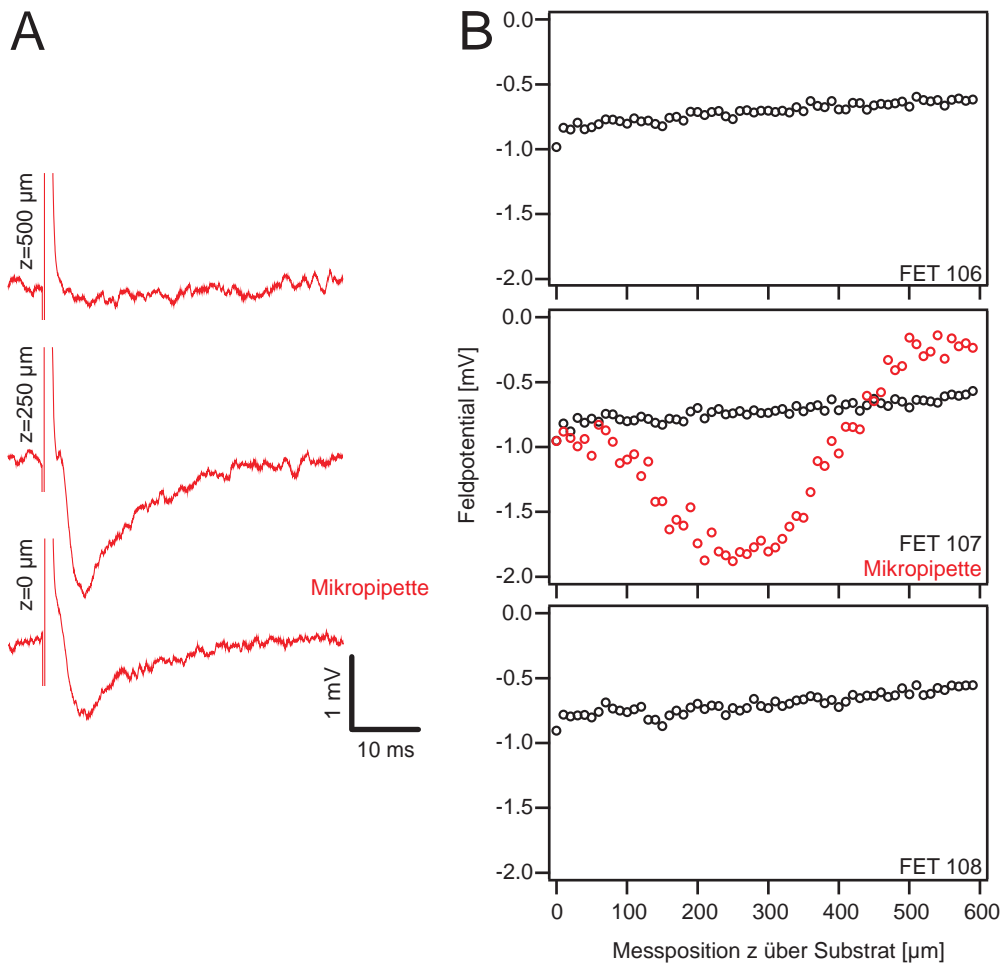 A
z=500 µm
z=250 µm
z=0 µm
Mikropipette
1 mV
10 ms
B
0.0
-0.5
-1.0
-1.5
-2.0
FET 106
0.0
-0.5
-1.0
-1.5
-2.0
Feldpotential [mV]
FET 107
Mikropipette
0.0
-0.5
-1.0
-1.5
-2.0
FET 108
0 100 200 300 400 500 600
Messposition z über Substrat [µm]